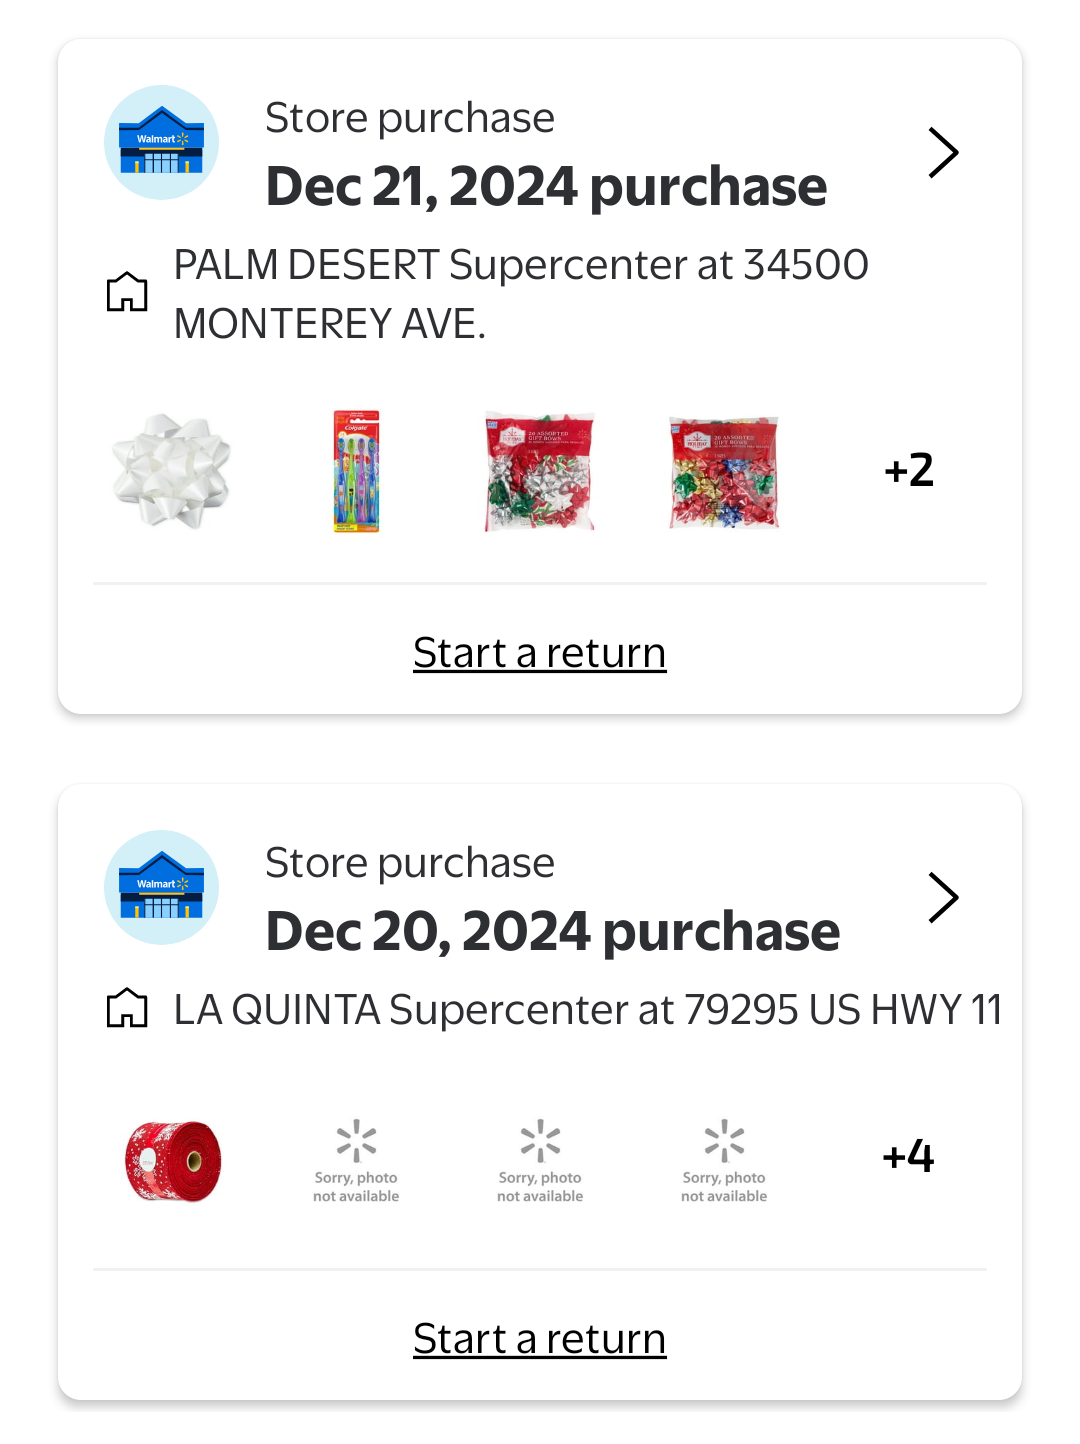 Walmart
Store purchase
Dec 21, 2024 purchase
PALM DESERT Supercenter at 34500
MONTEREY AVE.
Colgate
20 ASSORTED
GIFT BOWS
HOLIDAY
20 ASSORTED
GIFT BOWS
+2
Start a return
Walmart
Store purchase
Dec 20, 2024 purchase
LA QUINTA Supercenter at 79295 US HWY 11
Sorry, photo
not available
Sorry, photo
not available
Sorry, photo
not available
+4
Start a return